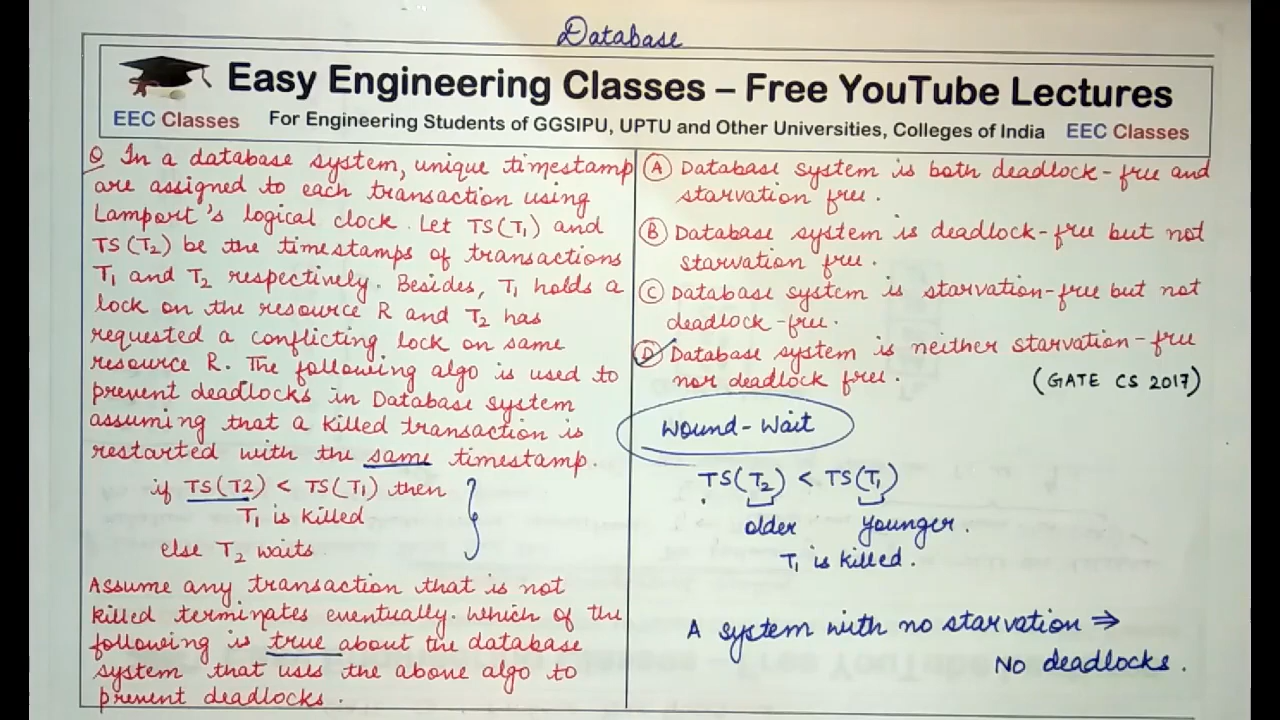 Database
Easy Engineering Classes – Free YouTube Lectures
EEC Classes For Engineering Students of GGSIPU, UPTU and Other Universities, Colleges of India EEC Classes
Q In a database system, unique timestamp
are assigned to each transaction using
Lamport's logical clock. Let TS(T1) and
TS(T2) be the timestamps of transactions
T1 and T2 respectively. Besides, T1 holds a
lock on the resource R and T2 has
requested a conflicting lock on same
resource R. The following algo is used to
prevent deadlocks in Database system
assuming that a killed transaction is
restarted with the same timestamp.
if TS(T2) < TS(T1) then
T1 is killed
else T2 waits
Assume any transaction that is not
killed terminates eventually. Which of the
following is true about the database
system that uses the above algo to
prevent deadlocks.
(A) Database system is both deadlock-free and
starvation free.
(B) Database system is deadlock-free but not
starvation free.
(C) Database system is starvation-free but not
deadlock-free.
(D) Database system is neither starvation-free
nor deadlock free.
(GATE CS 2017)
Wound-Wait
TS(T2) < TS(T1)
older younger.
T1 is killed.
A system with no starvation ⇒
No deadlocks.